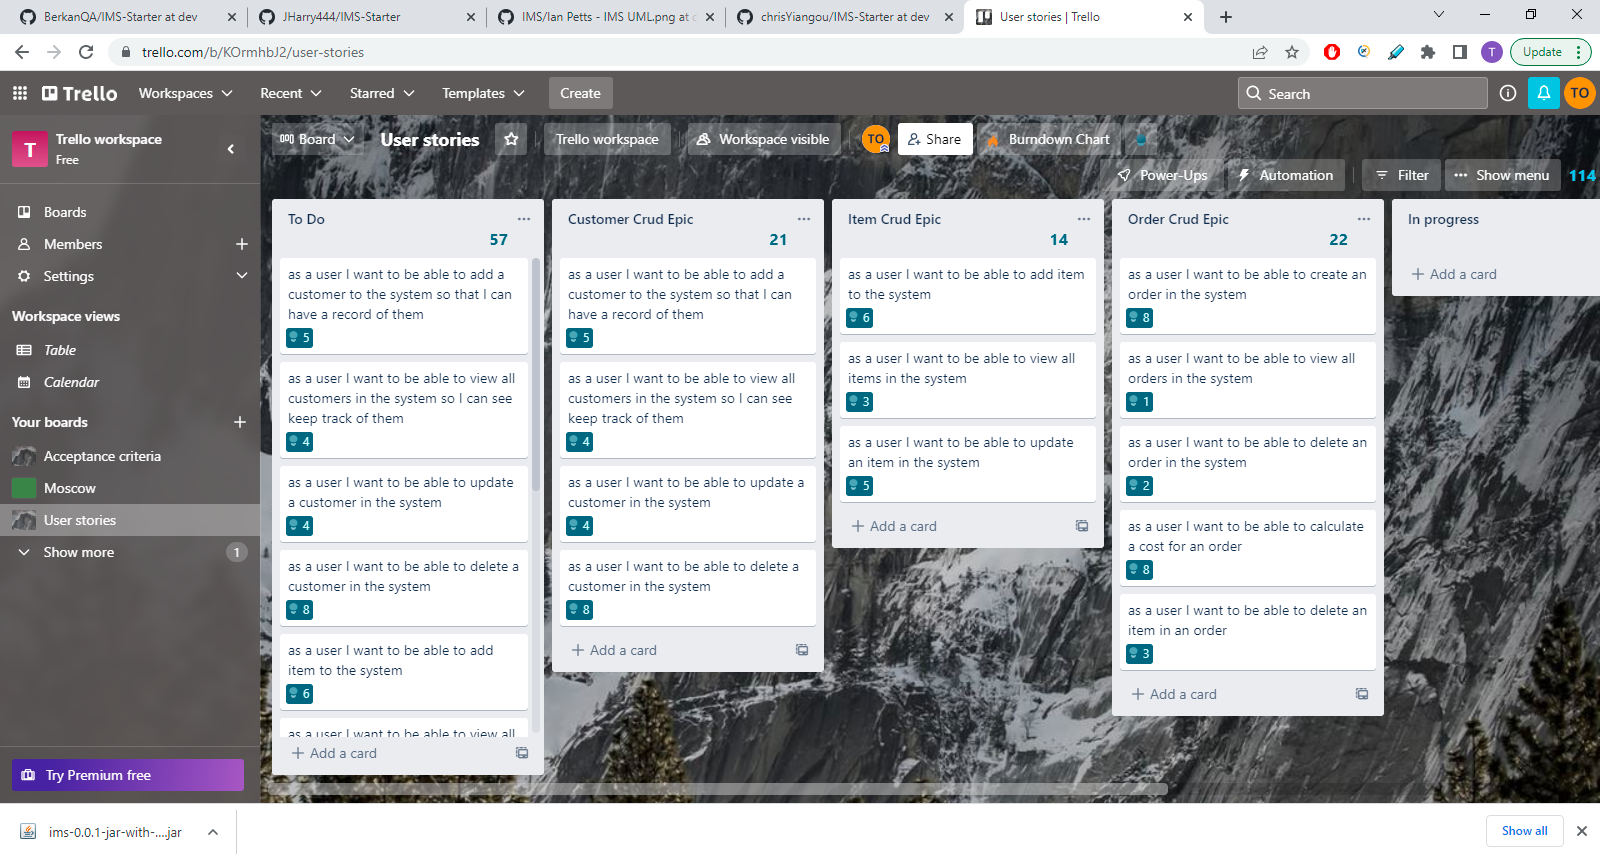 BerkanQA/IMS-Starter at dev
JHarry444/IMS-Starter
IMS/Ian Petts - IMS UML.png at
chrisYiangou/IMS-Starter at dev
User stories | Trello
trello.com/b/KOrmhbJ2/user-stories
T
Update
Trello
Workspaces
Recent
Starred
Templates
Create
Search
TO
T
Trello workspace
Free
Board
User stories
Trello workspace
Workspace visible
TO
Share
Burndown Chart
Power-Ups
Automation
Filter
Show menu
114
Boards
Members
Settings
Workspace views
Table
Calendar
Your boards
Acceptance criteria
Moscow
User stories
Show more
1
Try Premium free
To Do
57
as a user I want to be able to add a
customer to the system so that I can
have a record of them
5
as a user I want to be able to view all
customers in the system so I can see
keep track of them
4
as a user I want to be able to update
a customer in the system
4
as a user I want to be able to delete a
customer in the system
8
as a user I want to be able to add
item to the system
6
as a user I want to be able to view all
Add a card
Customer Crud Epic
21
as a user I want to be able to add a
customer to the system so that I can
have a record of them
5
as a user I want to be able to view all
customers in the system so I can see
keep track of them
4
as a user I want to be able to update a
customer in the system
4
as a user I want to be able to delete a
customer in the system
8
Add a card
Item Crud Epic
14
as a user I want to be able to add item
to the system
6
as a user I want to be able to view all
items in the system
3
as a user I want to be able to update
an item in the system
5
Add a card
Order Crud Epic
22
as a user I want to be able to create an
order in the system
8
as a user I want to be able to view all
orders in the system
1
as a user I want to be able to delete an
order in the system
2
as a user I want to be able to calculate
a cost for an order
8
as a user I want to be able to delete an
item in an order
3
Add a card
In progress
Add a card
ims-0.0.1-jar-with-....jar
Show all